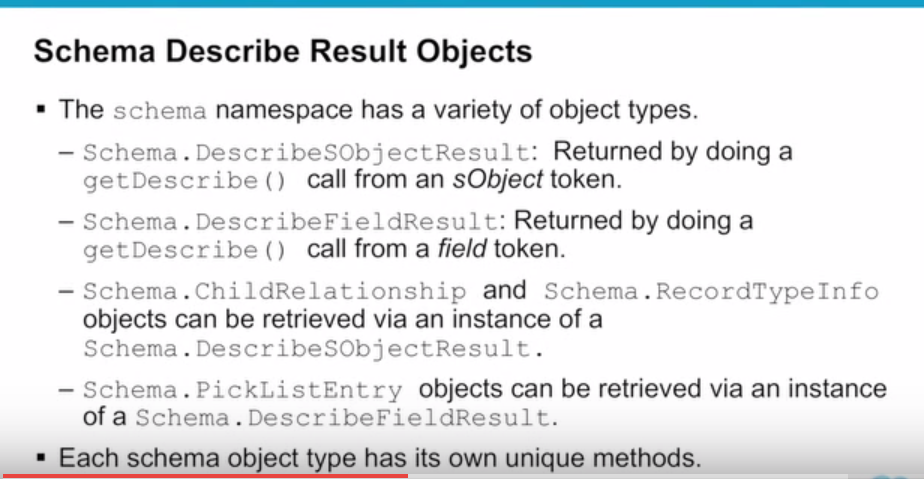 Schema Describe Result Objects
▪ The schema namespace has a variety of object types.
– Schema.DescribeSObjectResult: Returned by doing a
getDescribe() call from an sObject token.
– Schema.DescribeFieldResult: Returned by doing a
getDescribe() call from a field token.
– Schema.ChildRelationship and Schema.RecordTypeInfo
objects can be retrieved via an instance of a
Schema.DescribeSObjectResult.
– Schema.PickListEntry objects can be retrieved via an instance
of a Schema.DescribeFieldResult.
▪ Each schema object type has its own unique methods.